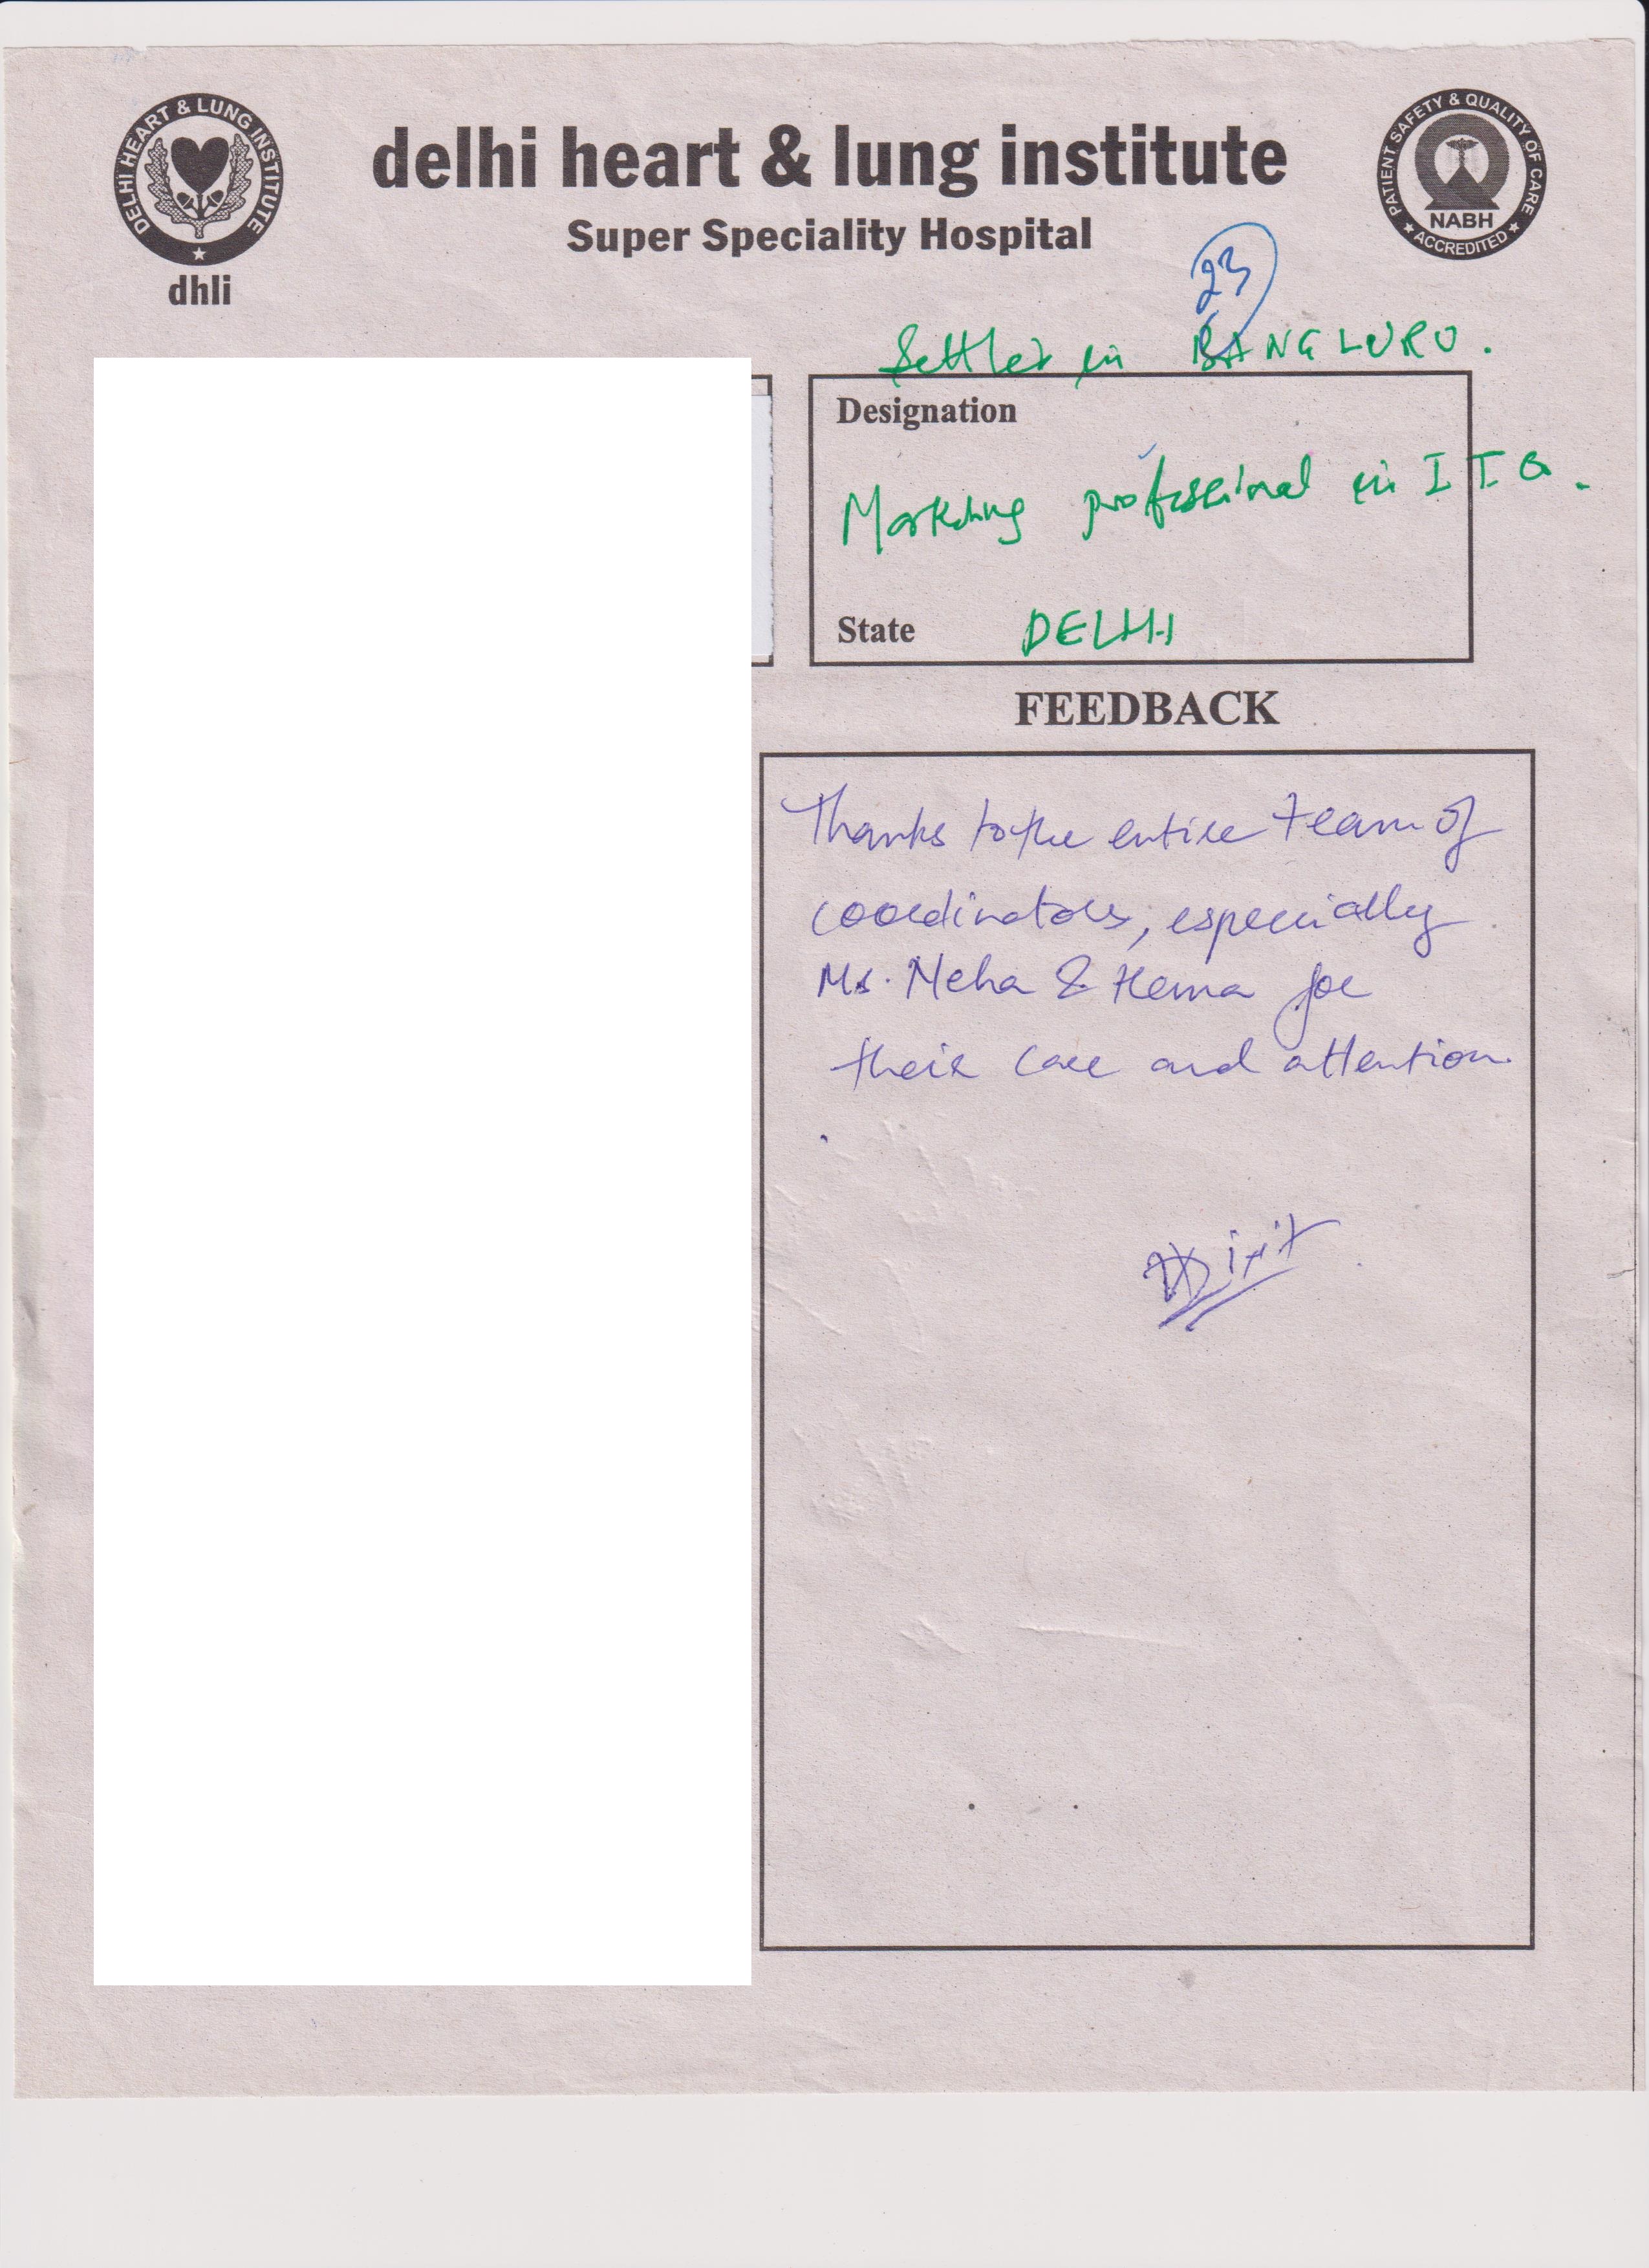 DELHI HEART & LUNG INSTITUTE
dhli
delhi heart & lung institute
Super Speciality Hospital
PATIENT SAFETY & QUALITY OF CARE
NABH
ACCREDITED
23
Settled in BANGLURU.
Designation
Marketing professional in I.T.
State DELHI
FEEDBACK
Thanks to the entire team of
coordinators, especially
Ms. Neha & Hema for
their care and attention.